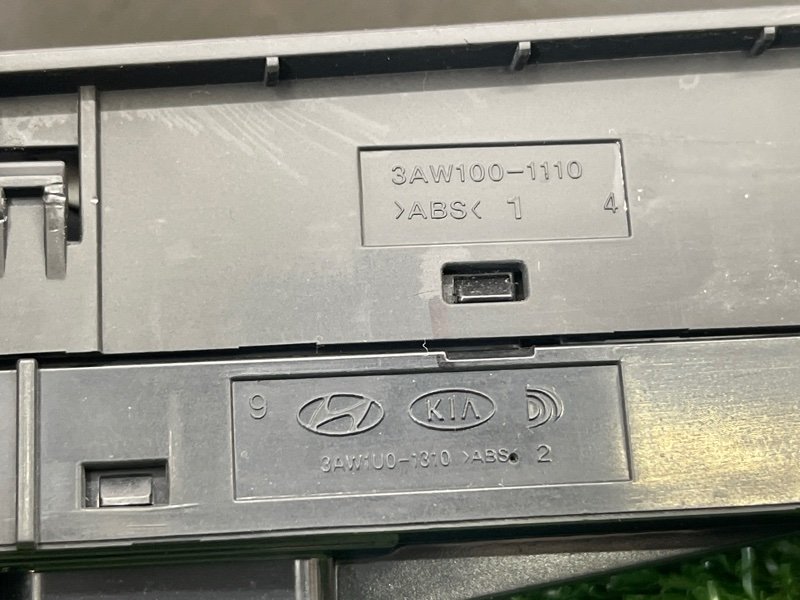 3AW100-1110
>ABS< 1 4
9 KIA
3AW1U0-1310 >ABS< 2